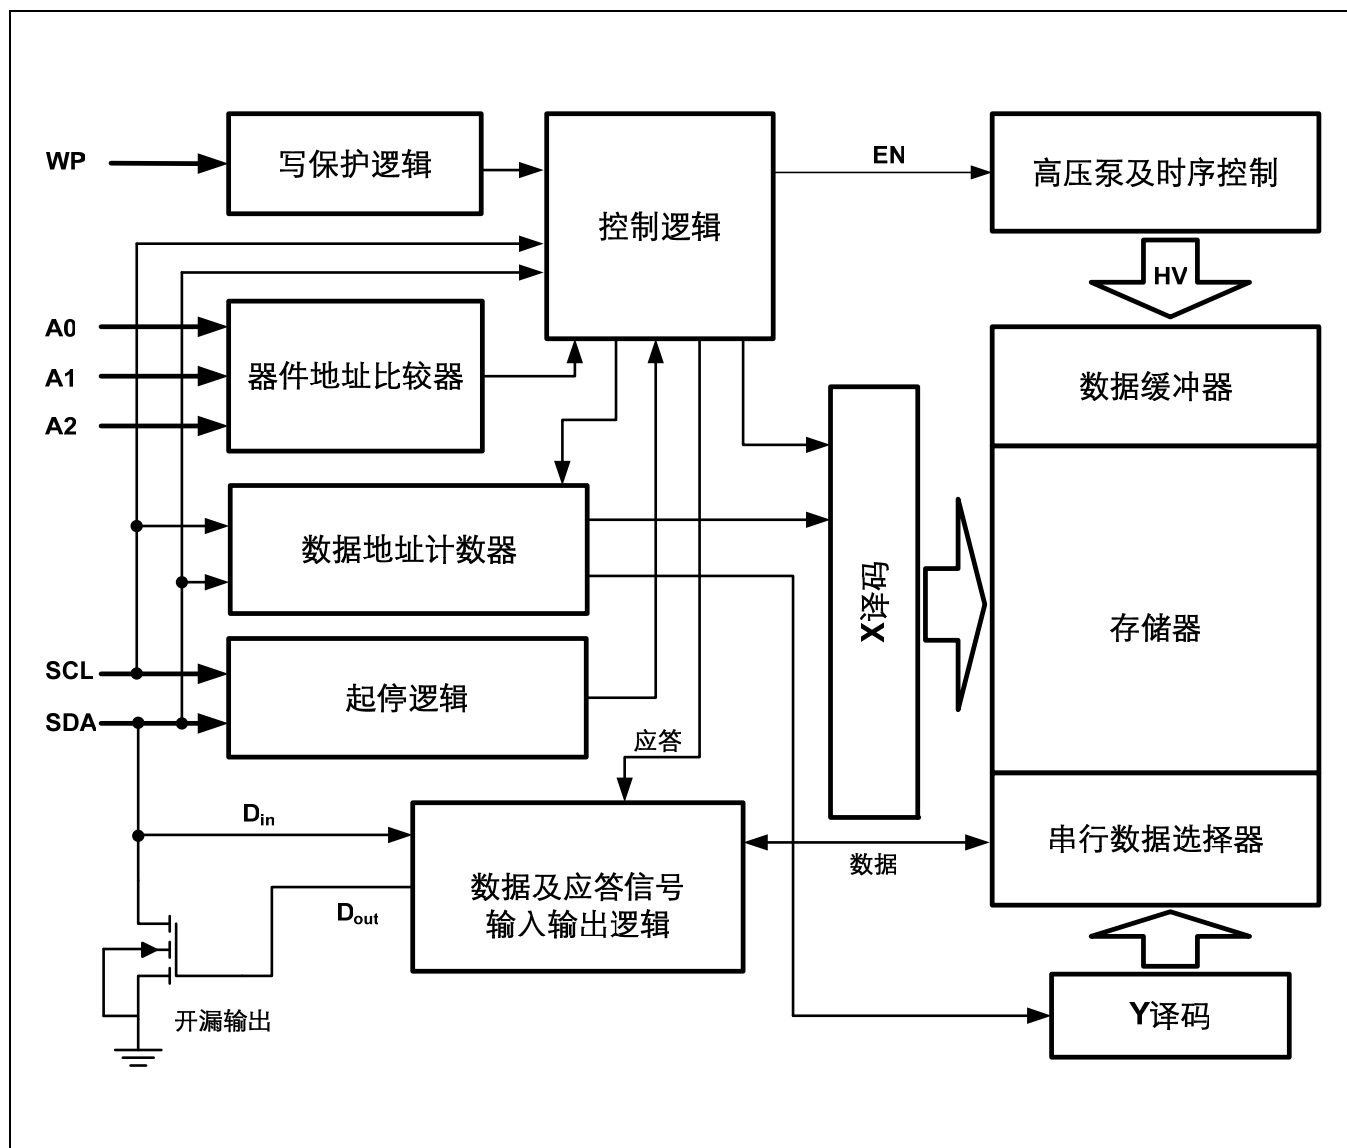 WP
写保护逻辑
控制逻辑
EN
高压泵及时序控制
HV
A0
A1
A2
器件地址比较器
数据缓冲器
数据地址计数器
X译码
存储器
SCL
SDA
起停逻辑
应答
Din
Dout
数据及应答信号
输入输出逻辑
数据
串行数据选择器
开漏输出
Y译码